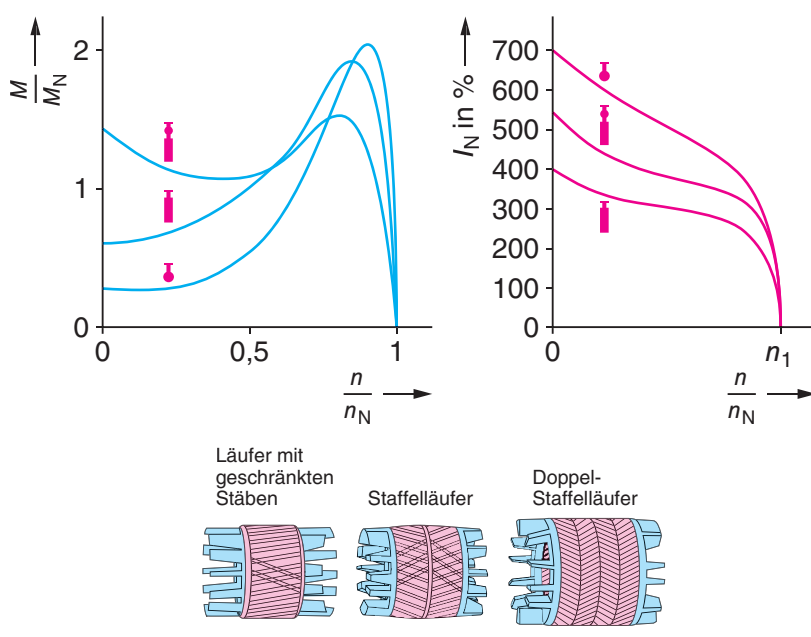 M
M_N
2
1
0
0
0,5
1
n
n_N
I_N in %
700
600
500
400
300
200
100
0
0
n_1
n
n_N
Läufer mit
geschränkten
Stäben
Staffelläufer
Doppel-
Staffelläufer